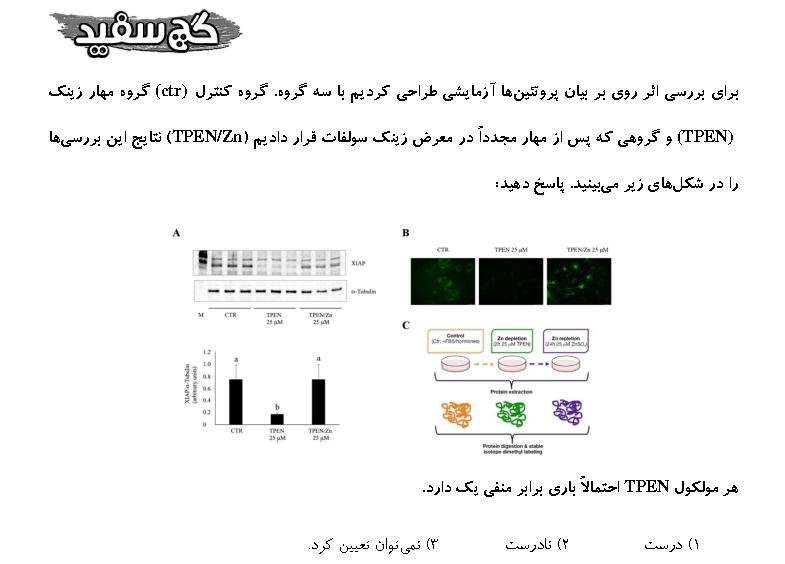 گچ سفید
برای بررسی اثر روی بر بیان پروتئین‌ها آزمایشی طراحی کردیم با سه گروه. گروه کنترل (ctr) گروه مهار زینک
(TPEN) و گروهی که پس از مهار مجدداً در معرض زینک سولفات قرار دادیم (TPEN/Zn) نتایج این بررسی‌ها
را در شکل‌های زیر می‌بینید. پاسخ دهید:
A
XIAP
α-Tubulin
M CTR TPEN TPEN/Zn
25 µM 25 µM
XIAP/α-Tubulin
(arbitrary units)
1.2
1.0
0.8
0.6
0.4
0.2
0
a b a
CTR TPEN TPEN/Zn
25 µM 25 µM
B
CTR TPEN 25 µM TPEN/Zn 25 µM
C
Control
(Ctr; +FBS/hormones)
Zn depletion
(2h 25 µM TPEN)
Zn repletion
(24h 25 µM ZnSO4)
Protein extraction
Protein digestion & stable
isotope dimethyl labeling
هر مولکول TPEN احتمالاً باری برابر منفی یک دارد.
۱) درست ۲) نادرست ۳) نمی‌توان تعیین کرد.